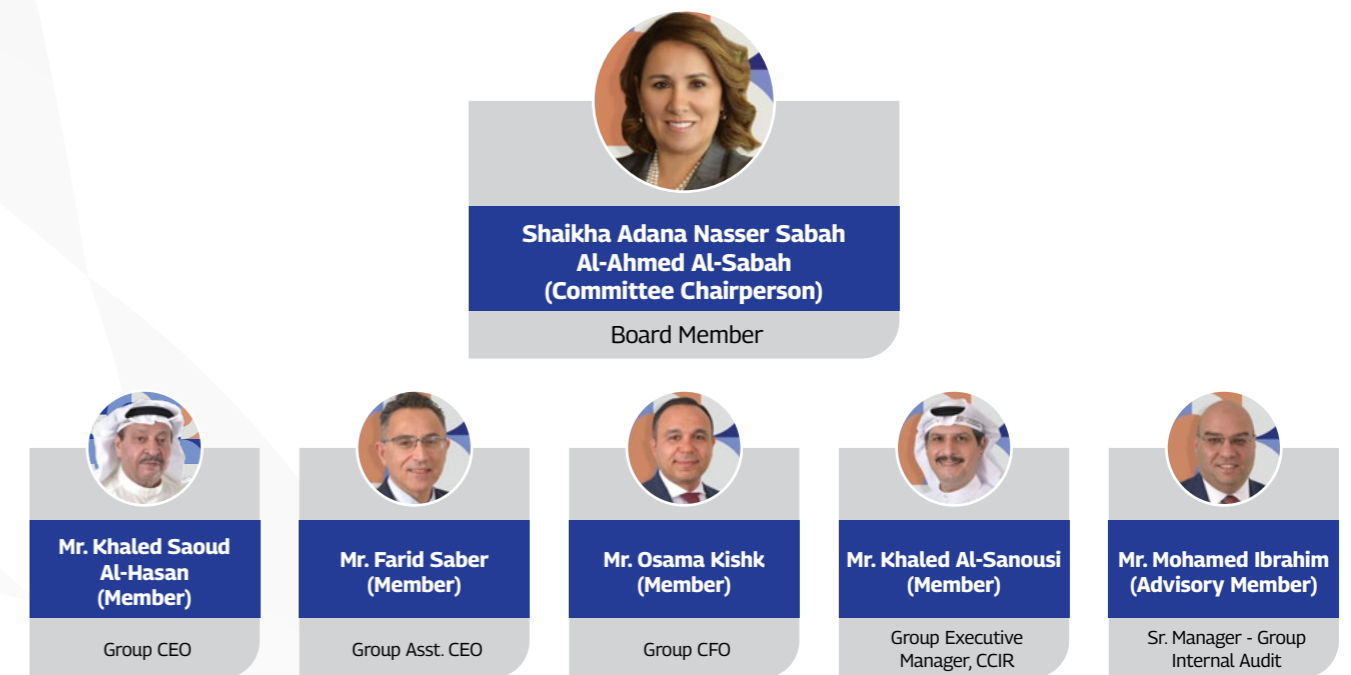 Shaikha Adana Nasser Sabah
Al-Ahmed Al-Sabah
(Committee Chairperson)
Board Member
Mr. Khaled Saoud
Al-Hasan
(Member)
Group CEO
Mr. Farid Saber
(Member)
Group Asst. CEO
Mr. Osama Kishk
(Member)
Group CFO
Mr. Khaled Al-Sanousi
(Member)
Group Executive
Manager, CCIR
Mr. Mohamed Ibrahim
(Advisory Member)
Sr. Manager - Group
Internal Audit